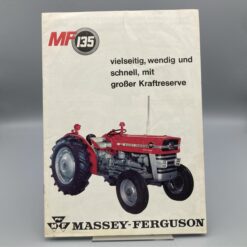 MF 135
vielseitig, wendig und
schnell, mit
großer Kraftreserve
MASSEY-FERGUSON